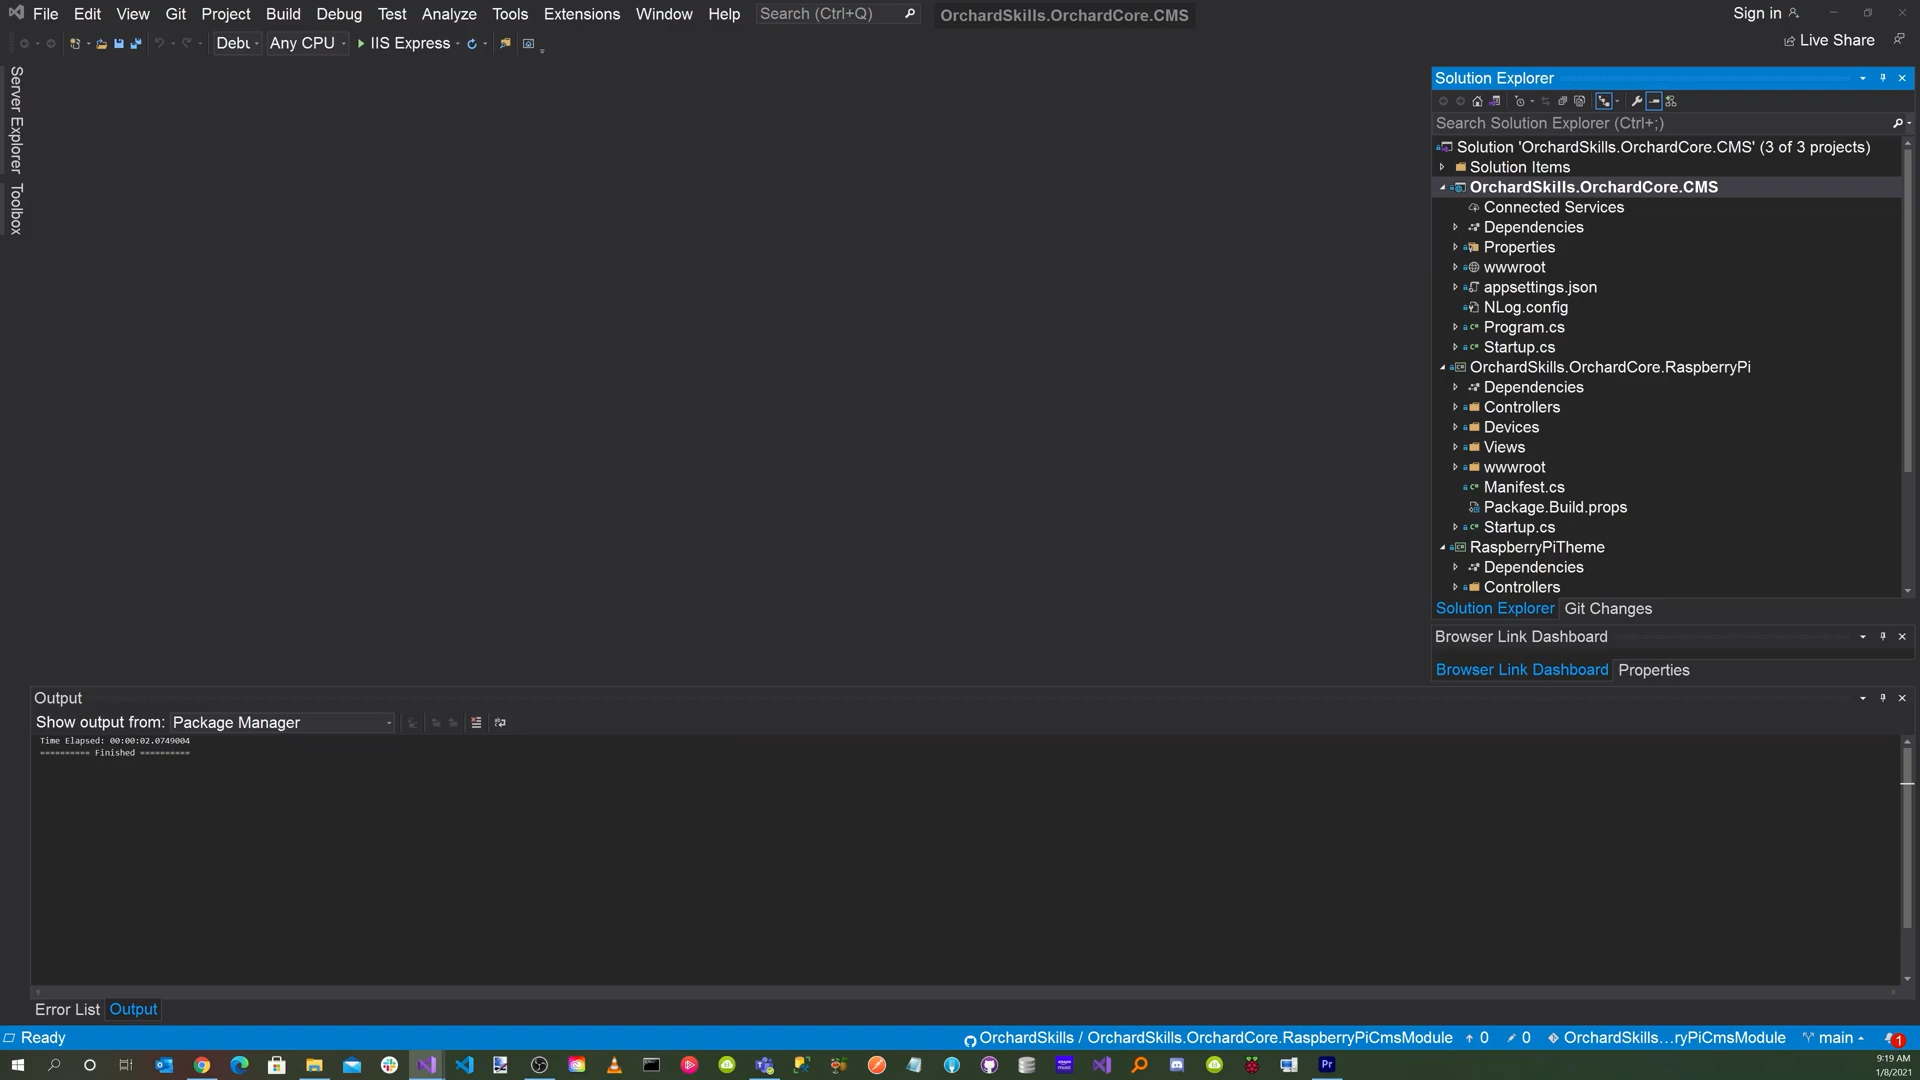 File Edit View Git Project Build Debug Test Analyze Tools Extensions Window Help Search (Ctrl+Q) OrchardSkills.OrchardCore.CMS Sign in
Debu Any CPU IIS Express Live Share
Server Explorer
Toolbox
Solution Explorer
Search Solution Explorer (Ctrl+;)
Solution 'OrchardSkills.OrchardCore.CMS' (3 of 3 projects)
Solution Items
OrchardSkills.OrchardCore.CMS
Connected Services
Dependencies
Properties
wwwroot
appsettings.json
NLog.config
Program.cs
Startup.cs
OrchardSkills.OrchardCore.RaspberryPi
Dependencies
Controllers
Devices
Views
wwwroot
Manifest.cs
Package.Build.props
Startup.cs
RaspberryPiTheme
Dependencies
Controllers
Solution Explorer Git Changes
Browser Link Dashboard
Browser Link Dashboard Properties
Output
Show output from: Package Manager
Time Elapsed: 00:00:02.0749004
========== Finished ==========
Error List Output
Ready OrchardSkills / OrchardSkills.OrchardCore.RaspberryPiCmsModule 0 0 OrchardSkills...ryPiCmsModule main 1
Pr
9:19 AM
1/8/2021